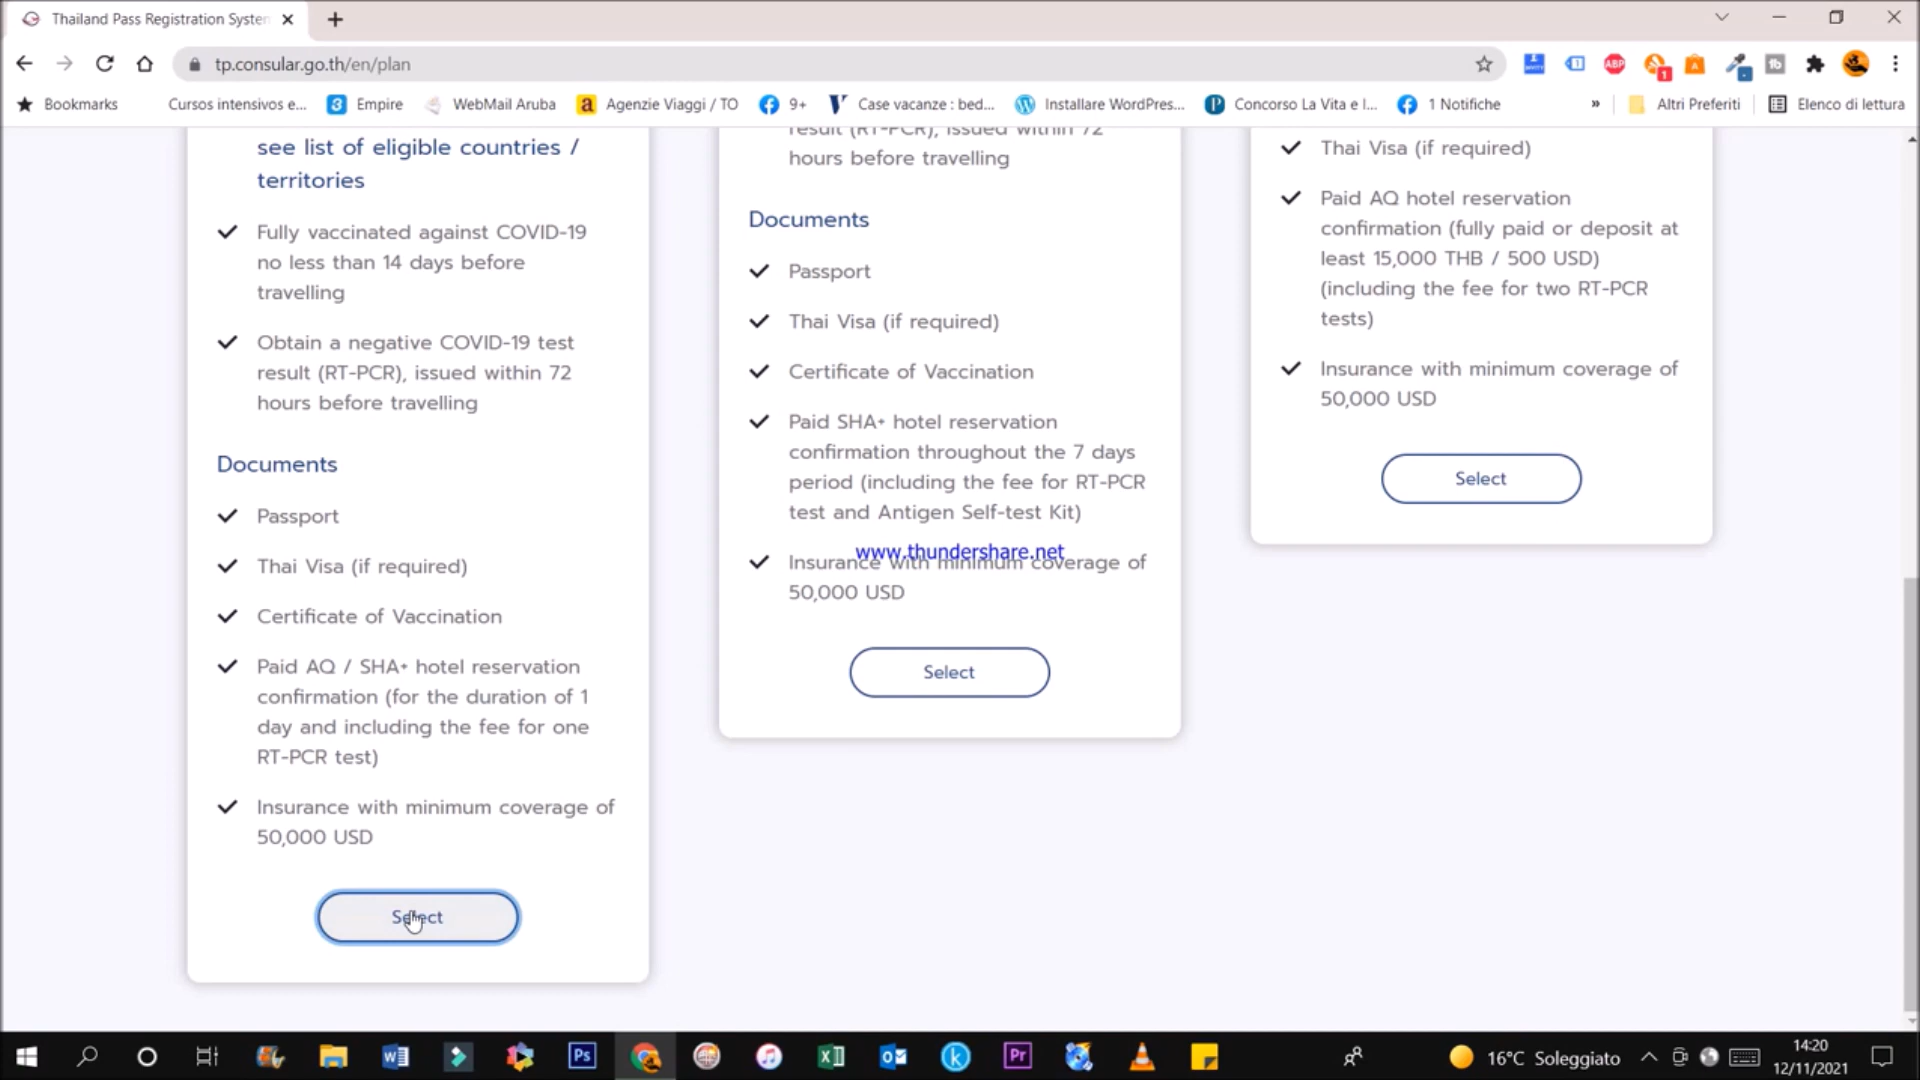 Thailand Pass Registration System
tp.consular.go.th/en/plan
Bookmarks
Cursos intensivos e...
Empire
WebMail Aruba
Agenzie Viaggi / TO
9+
Case vacanze : bed...
Installare WordPres...
Concorso La Vita e l...
1 Notifiche
»
Altri Preferiti
Elenco di lettura
see list of eligible countries /
territories
Fully vaccinated against COVID-19
no less than 14 days before
travelling
Obtain a negative COVID-19 test
result (RT-PCR), issued within 72
hours before travelling
Documents
Passport
Thai Visa (if required)
Certificate of Vaccination
Paid AQ / SHA+ hotel reservation
confirmation (for the duration of 1
day and including the fee for one
RT-PCR test)
Insurance with minimum coverage of
50,000 USD
Select
result (RT-PCR), issued within 72
hours before travelling
Documents
Passport
Thai Visa (if required)
Certificate of Vaccination
Paid SHA+ hotel reservation
confirmation throughout the 7 days
period (including the fee for RT-PCR
test and Antigen Self-test Kit)
www.thundershare.net
Insurance with minimum coverage of
50,000 USD
Select
Thai Visa (if required)
Paid AQ hotel reservation
confirmation (fully paid or deposit at
least 15,000 THB / 500 USD)
(including the fee for two RT-PCR
tests)
Insurance with minimum coverage of
50,000 USD
Select
16°C Soleggiato
14:20
12/11/2021